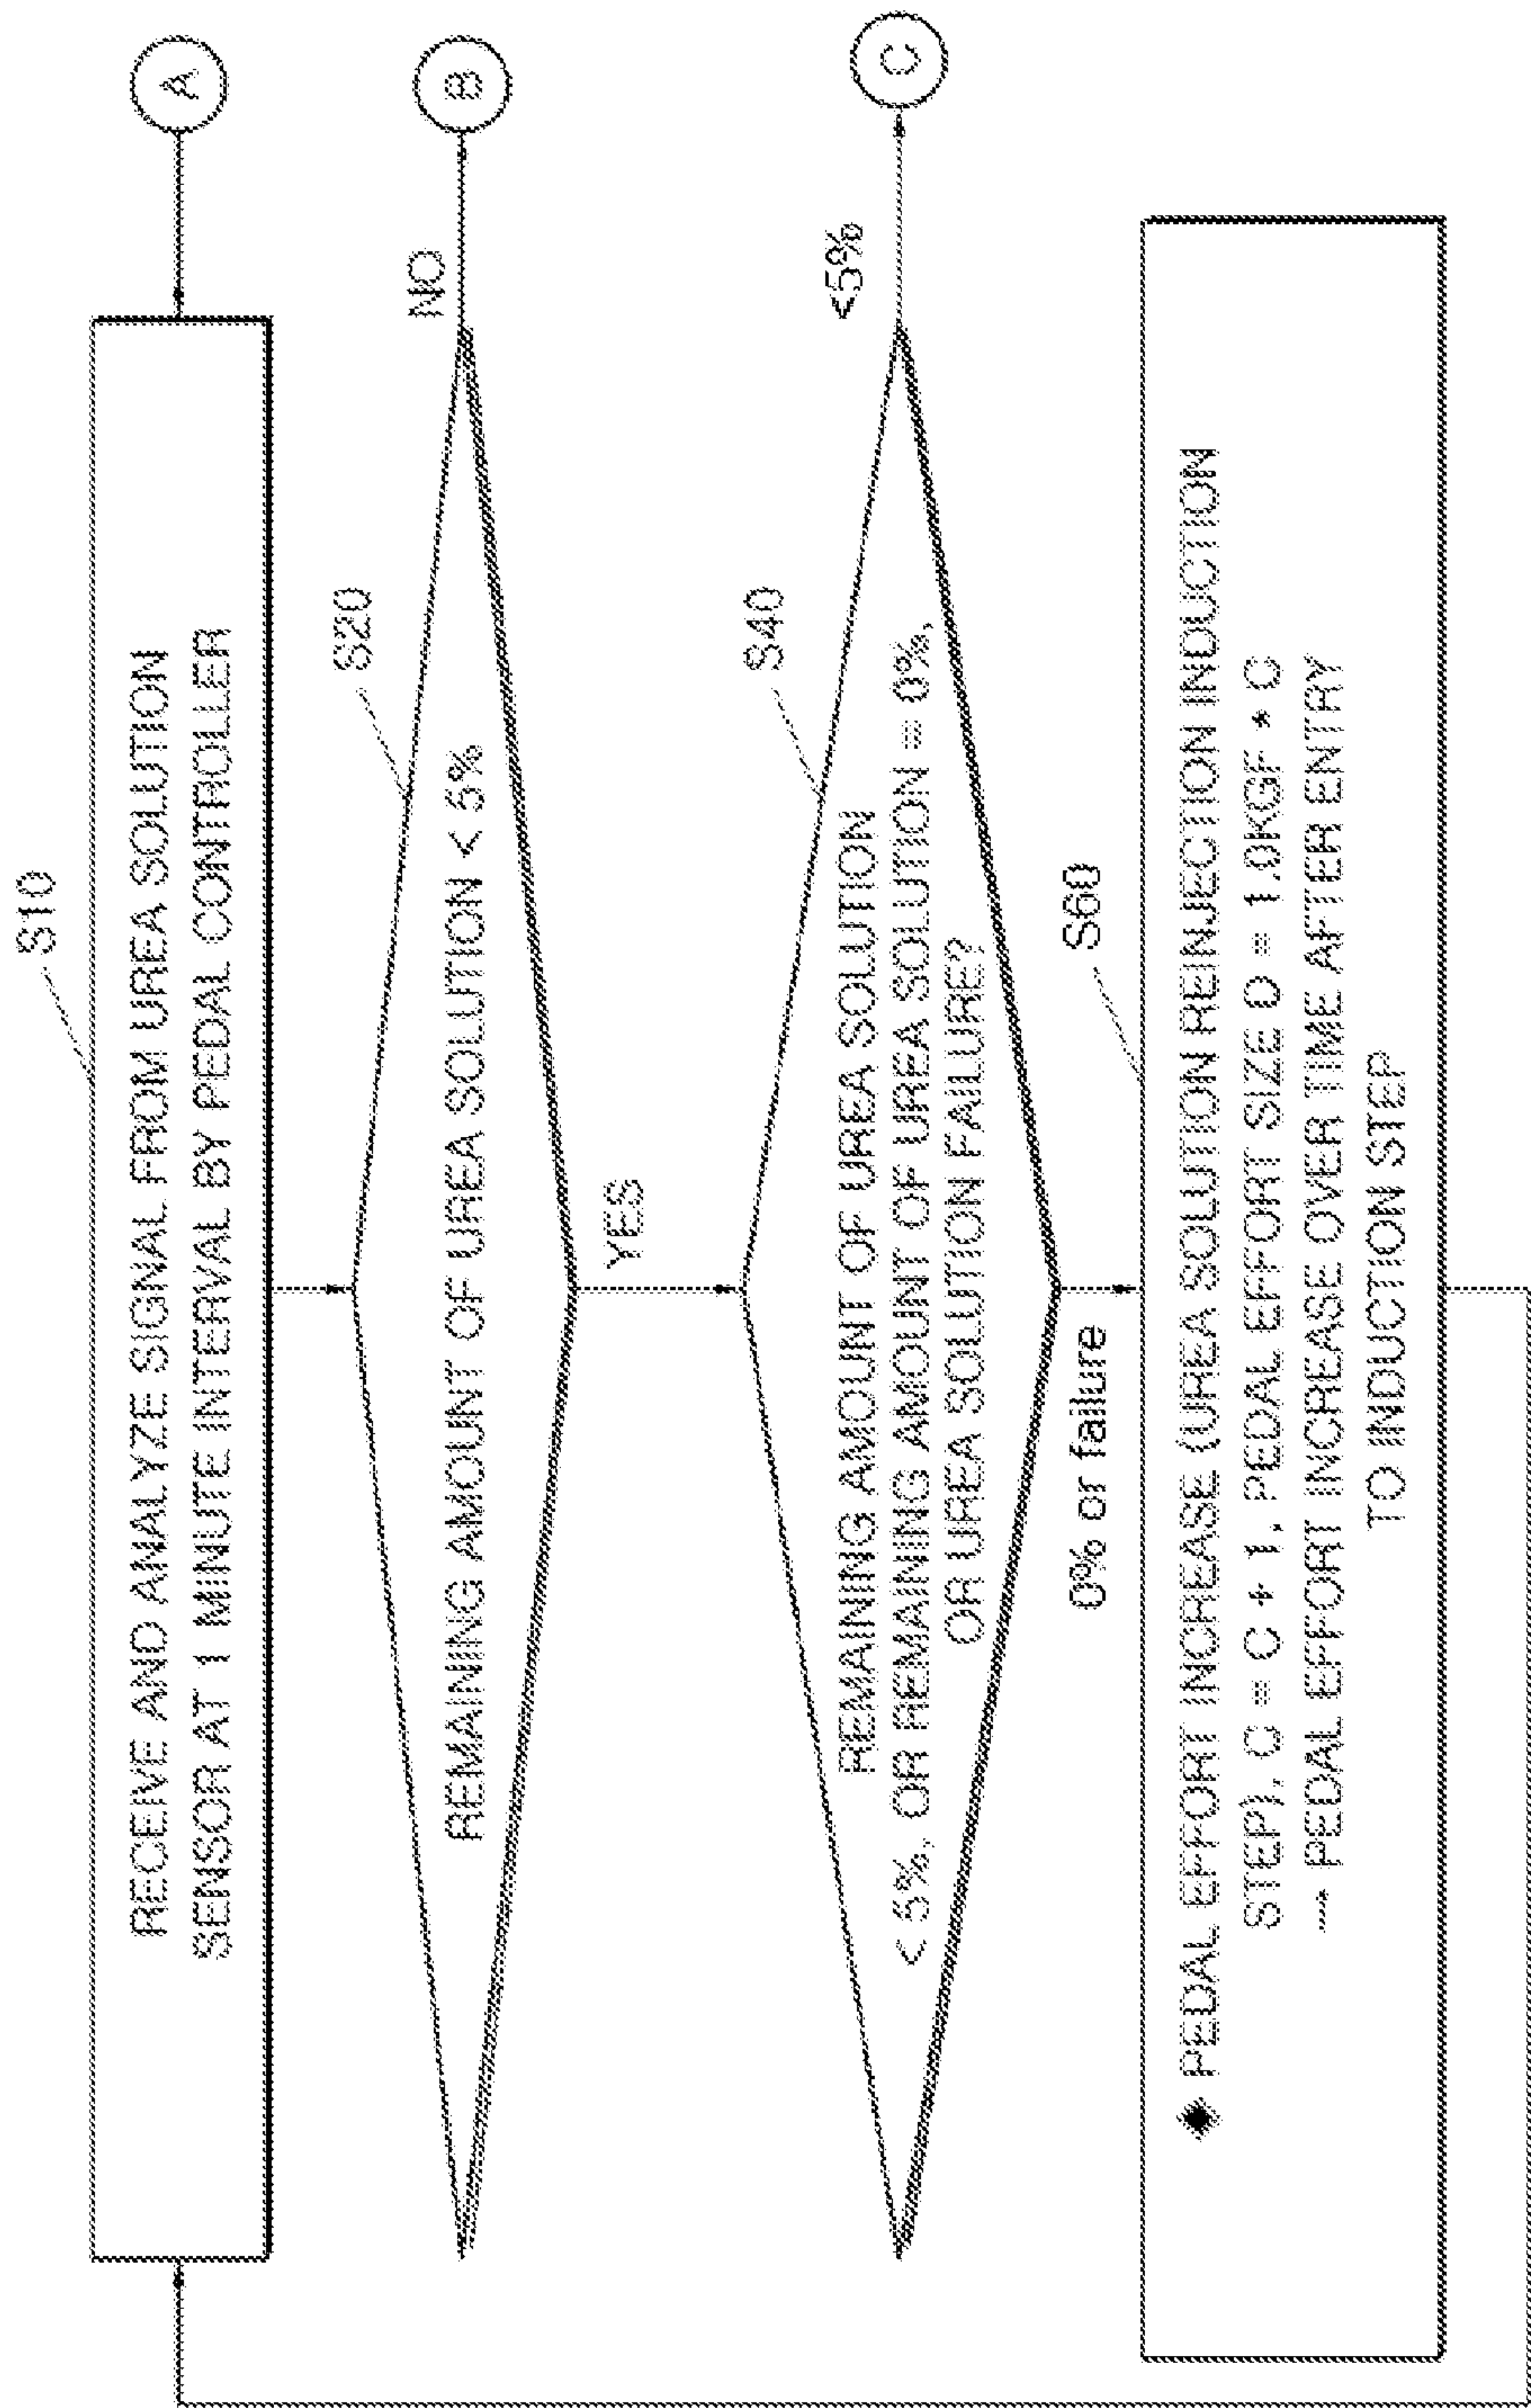 S10
RECEIVE AND ANALYZE SIGNAL FROM UREA SOLUTION
SENSOR AT 1 MINUTE INTERVAL BY PEDAL CONTROLLER
A
S20
REMAINING AMOUNT OF UREA SOLUTION < 5%
NO
B
YES
S40
REMAINING AMOUNT OF UREA SOLUTION
< 5%, OR REMAINING AMOUNT OF UREA SOLUTION = 0%,
OR UREA SOLUTION FAILURE?
<5%
C
0% or failure
S60
◆ PEDAL EFFORT INCREASE (UREA SOLUTION REINJECTION INDUCTION
STEP), C = C + 1, PEDAL EFFORT SIZE D = 1.0KGF * C
→ PEDAL EFFORT INCREASE OVER TIME AFTER ENTRY
TO INDUCTION STEP